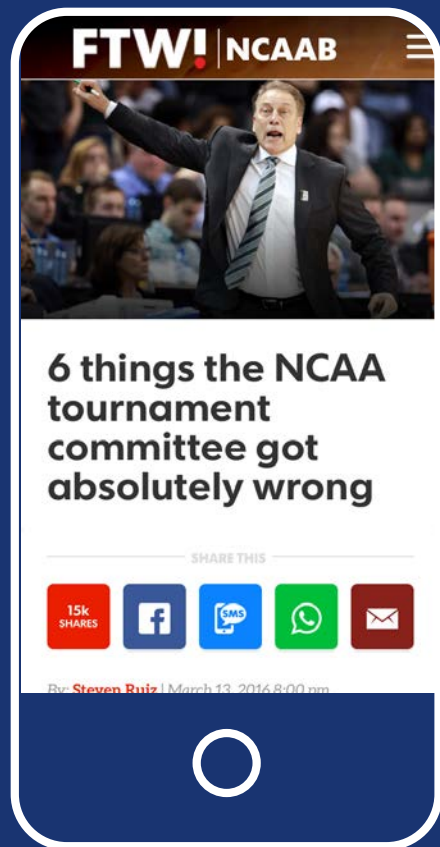 FTW! | NCAAB
6 things the NCAA
tournament
committee got
absolutely wrong
SHARE THIS
15k
SHARES
SMS
By: Steven Ruiz | March 13, 2016 8:00 pm